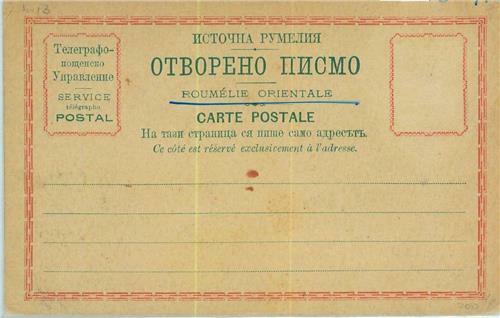 Телеграфо-
пощенско
Управление
SERVICE
télégrapho
POSTAL
ИСТОЧНА РУМЕЛИЯ
ОТВОРЕНО ПИСМО
ROUMÉLIE ORIENTALE
CARTE POSTALE
На тази страница ся пише само адресътъ.
Ce côté est réservé exclusivement à l'adresse.